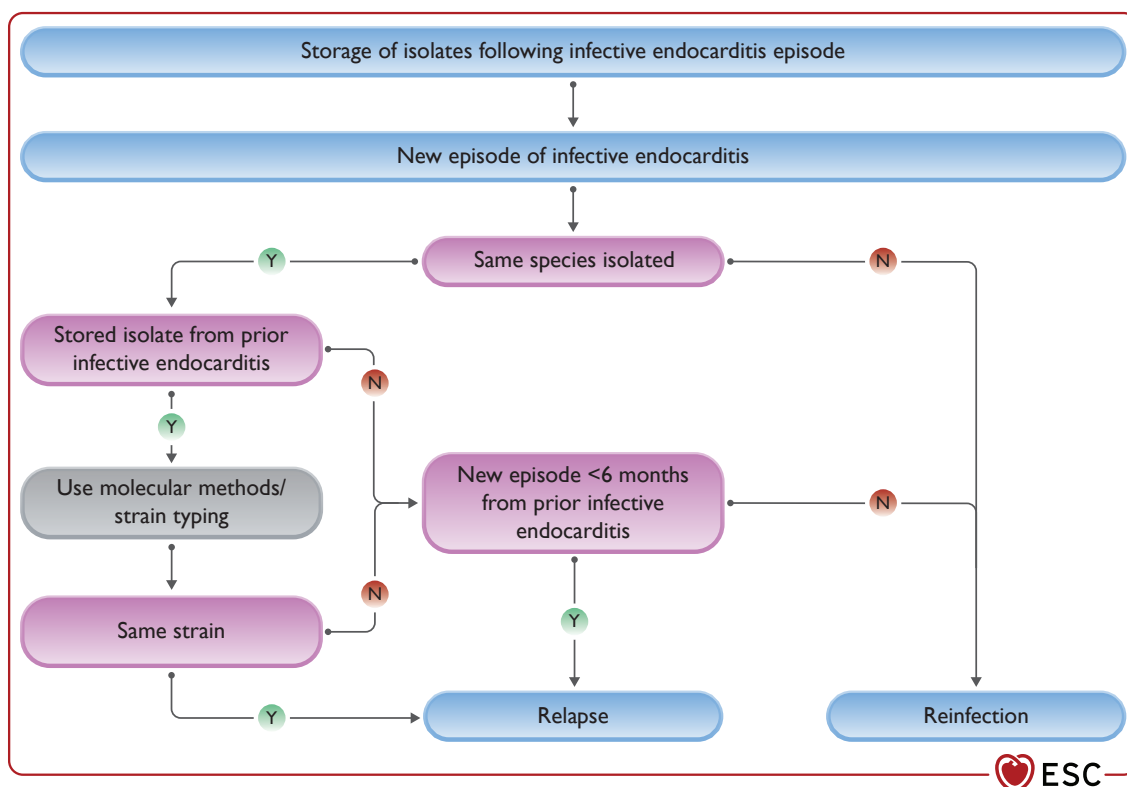 Storage of isolates following infective endocarditis episode
New episode of infective endocarditis
Y
Same species isolated
N
Stored isolate from prior
infective endocarditis
N
Y
Use molecular methods/
strain typing
New episode <6 months
from prior infective
endocarditis
N
N
Same strain
Y
Y
Relapse
Reinfection
ESC